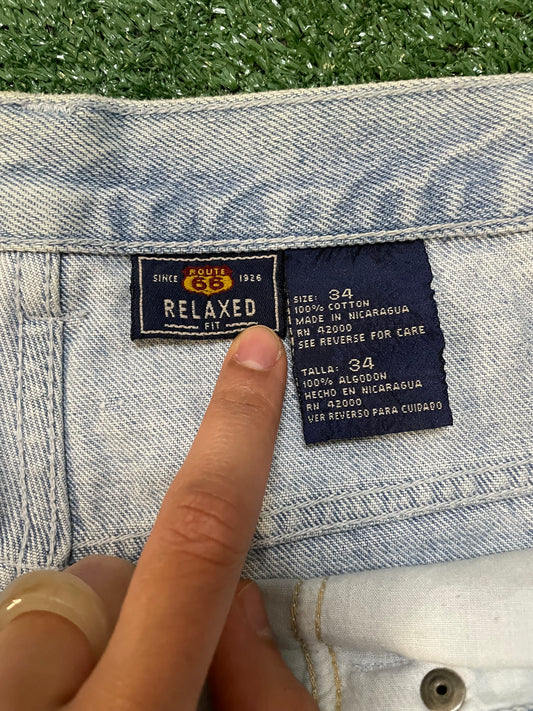 SINCE ROUTE 66 1926
RELAXED
FIT
SIZE: 34
100% COTTON
MADE IN NICARAGUA
RN 42000
SEE REVERSE FOR CARE
TALLA: 34
100% ALGODON
HECHO EN NICARAGUA
RN 42000
VER REVERSO PARA CUIDADO